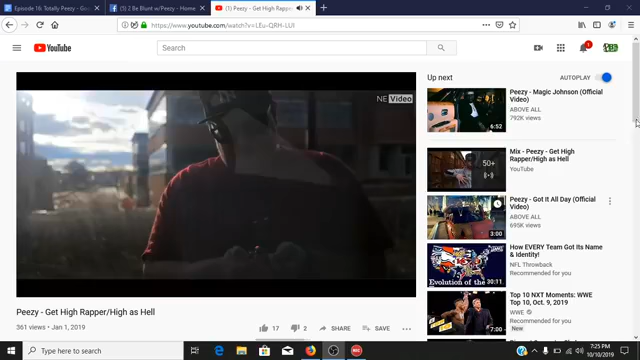 Episode 16: Totally Peezy - Goo
2 Be Blunt w/Peezy - Home
(1) Peezy - Get High Rapper/
https://www.youtube.com/watch?v=LEu-QRH-LUI
YouTube
Search
1
NE Video
Up next
AUTOPLAY
Peezy - Magic Johnson (Official
Video)
ABOVE ALL
792K views
6:52
50+
Mix - Peezy - Get High
Rapper/High as Hell
YouTube
Peezy - Got It All Day (Official
Video)
ABOVE ALL
695K views
3:00
How EVERY Team Got Its Name
& Identity!
NFL Throwback
Recommended for you
Evolution of the
30:11
Top 10 NXT Moments: WWE
Top 10, Oct. 9, 2019
WWE
Recommended for you
New
7:00
Peezy - Get High Rapper/High as Hell
361 views • Jan 1, 2019
17
2
SHARE
SAVE
Type here to search
REC
7:25 PM
10/10/2019